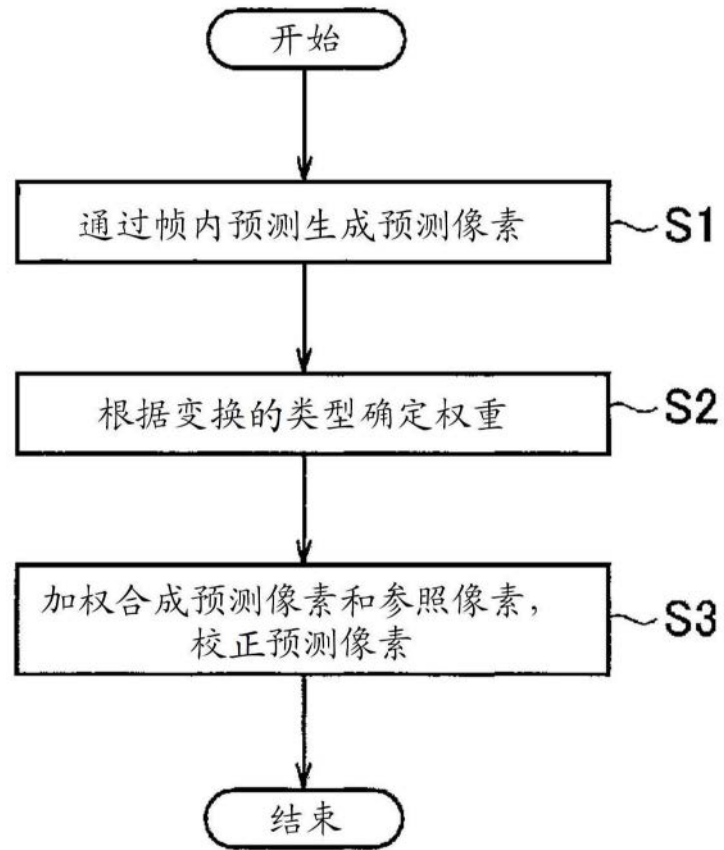 开始
通过帧内预测生成预测像素
S1
根据变换的类型确定权重
S2
加权合成预测像素和参照像素,
校正预测像素
S3
结束